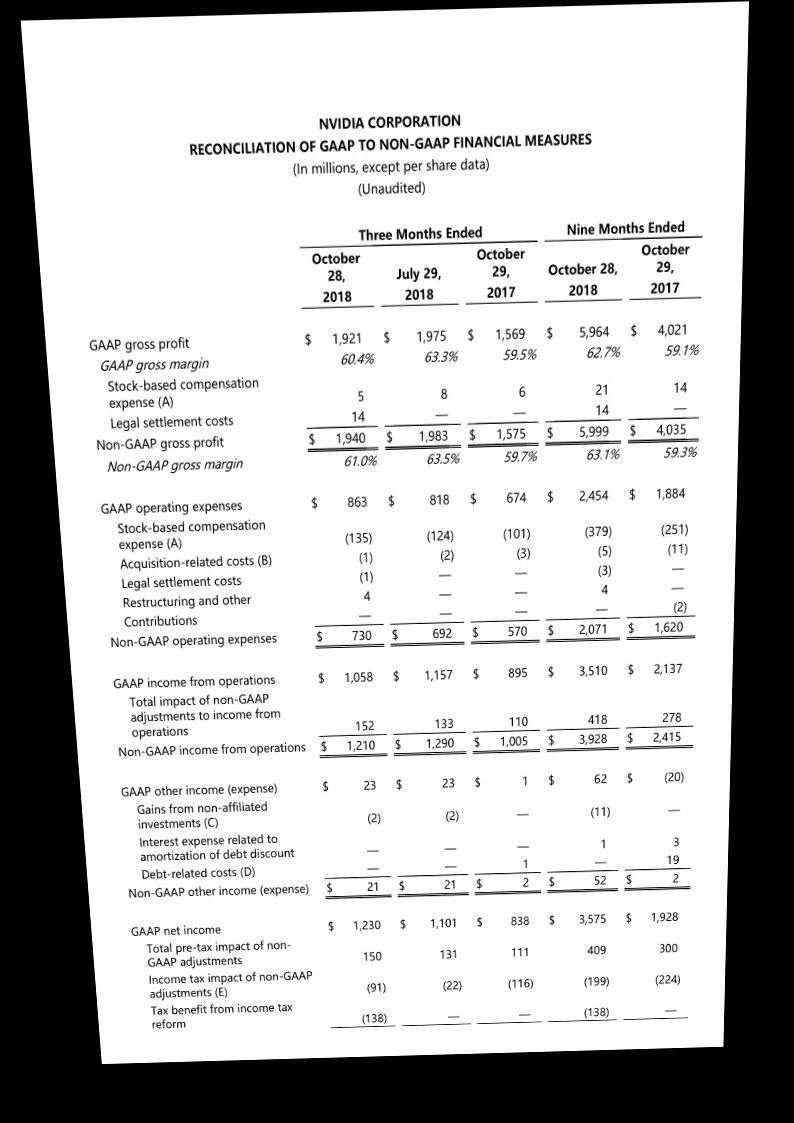 NVIDIA CORPORATION
RECONCILIATION OF GAAP TO NON-GAAP FINANCIAL MEASURES
(In millions, except per share data)
(Unaudited)
Three Months Ended Nine Months Ended
October 28, 2018 July 29, 2018 October 29, 2017 October 28, 2018 October 29, 2017
GAAP gross profit $ 1,921 $ 1,975 $ 1,569 $ 5,964 $ 4,021
GAAP gross margin 60.4% 63.3% 59.5% 62.7% 59.1%
Stock-based compensation
expense (A) 5 8 6 21 14
Legal settlement costs 14 — — 14 —
Non-GAAP gross profit $ 1,940 $ 1,983 $ 1,575 $ 5,999 $ 4,035
Non-GAAP gross margin 61.0% 63.5% 59.7% 63.1% 59.3%
GAAP operating expenses $ 863 $ 818 $ 674 $ 2,454 $ 1,884
Stock-based compensation
expense (A) (135) (124) (101) (379) (251)
Acquisition-related costs (B) (1) (2) (3) (5) (11)
Legal settlement costs (1) — — (3) —
Restructuring and other 4 — — 4 —
Contributions — — — — (2)
Non-GAAP operating expenses $ 730 $ 692 $ 570 $ 2,071 $ 1,620
GAAP income from operations $ 1,058 $ 1,157 $ 895 $ 3,510 $ 2,137
Total impact of non-GAAP
adjustments to income from
operations 152 133 110 418 278
Non-GAAP income from operations $ 1,210 $ 1,290 $ 1,005 $ 3,928 $ 2,415
GAAP other income (expense) $ 23 $ 23 $ 1 $ 62 $ (20)
Gains from non-affiliated
investments (C) (2) (2) — (11) —
Interest expense related to
amortization of debt discount — — — 1 3
Debt-related costs (D) — — 1 — 19
Non-GAAP other income (expense) $ 21 $ 21 $ 2 $ 52 $ 2
GAAP net income $ 1,230 $ 1,101 $ 838 $ 3,575 $ 1,928
Total pre-tax impact of non-
GAAP adjustments 150 131 111 409 300
Income tax impact of non-GAAP
adjustments (E) (91) (22) (116) (199) (224)
Tax benefit from income tax
reform (138) — — (138) —